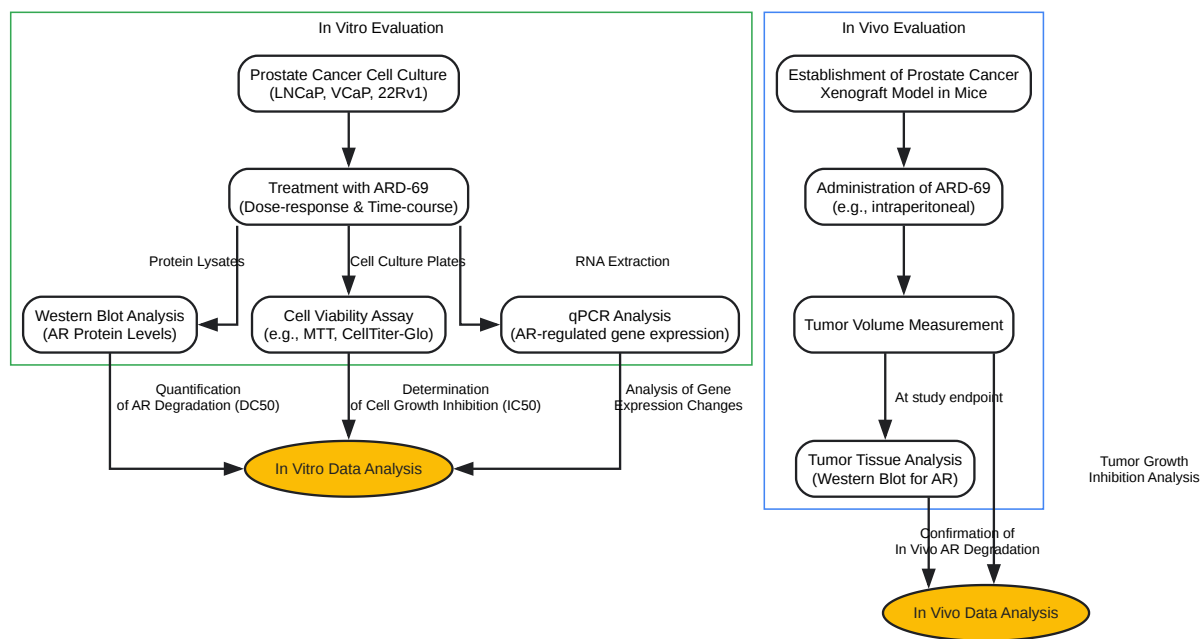 In Vitro Evaluation
Prostate Cancer Cell Culture
(LNCaP, VCaP, 22Rv1)
Treatment with ARD-69
(Dose-response & Time-course)
Protein Lysates
Cell Culture Plates
RNA Extraction
Western Blot Analysis
(AR Protein Levels)
Cell Viability Assay
(e.g., MTT, CellTiter-Glo)
qPCR Analysis
(AR-regulated gene expression)
Quantification
of AR Degradation (DC50)
Determination
of Cell Growth Inhibition (IC50)
Analysis of Gene
Expression Changes
In Vitro Data Analysis
In Vivo Evaluation
Establishment of Prostate Cancer
Xenograft Model in Mice
Administration of ARD-69
(e.g., intraperitoneal)
Tumor Volume Measurement
At study endpoint
Tumor Tissue Analysis
(Western Blot for AR)
Tumor Growth
Inhibition Analysis
Confirmation of
In Vivo AR Degradation
In Vivo Data Analysis